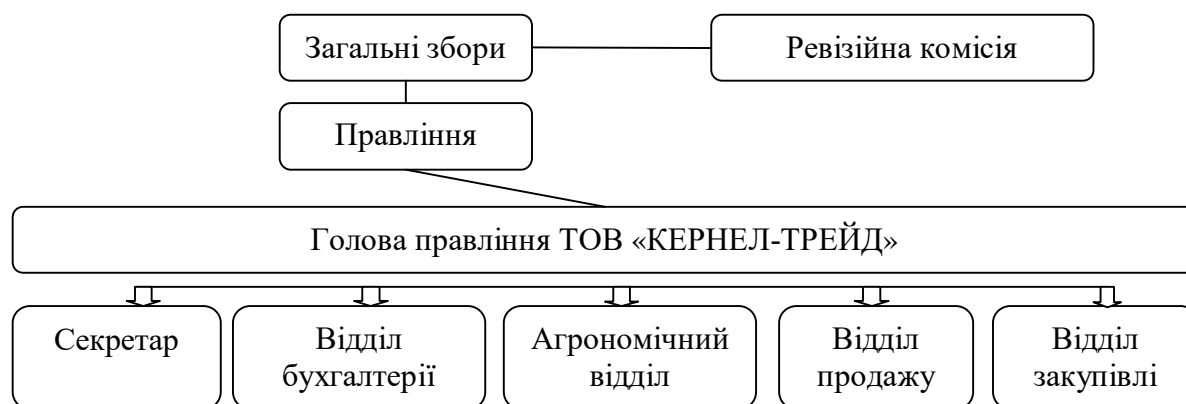 Загальні збори
Ревізійна комісія
Правління
Голова правління ТОВ «КЕРНЕЛ-ТРЕЙД»
Секретар
Відділ
бухгалтерії
Агрономічний
відділ
Відділ
продажу
Відділ
закупівлі